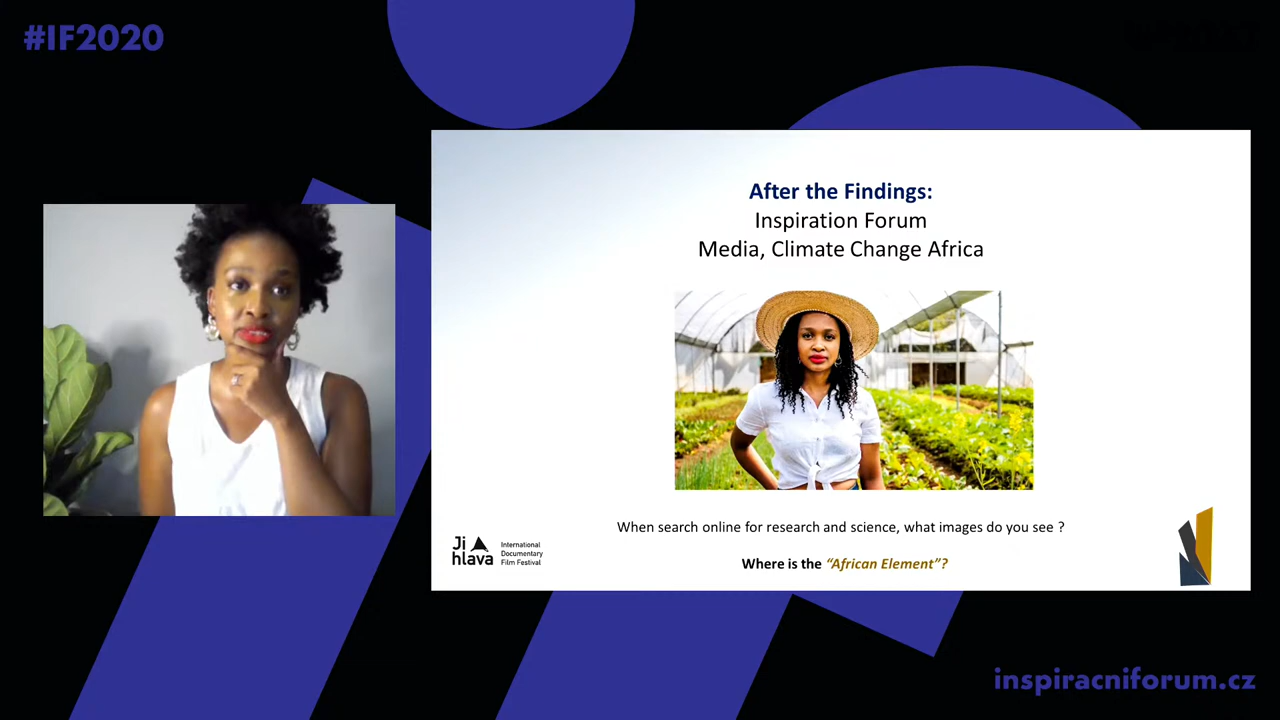 #IF2020
After the Findings:
Inspiration Forum
Media, Climate Change Africa
When search online for research and science, what images do you see ?
Where is the “African Element”?
Ji
hlava
International
Documentary
Film Festival
inspiracniforum.cz